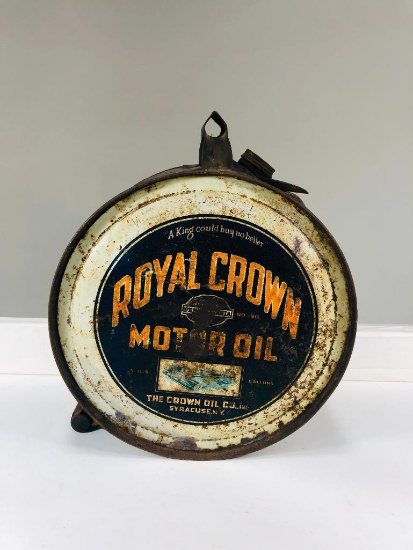 A King could buy no better
ROYAL CROWN
MOTOR OIL
GALLONS
THE CROWN OIL CO., INC.
SYRACUSE, N.Y.